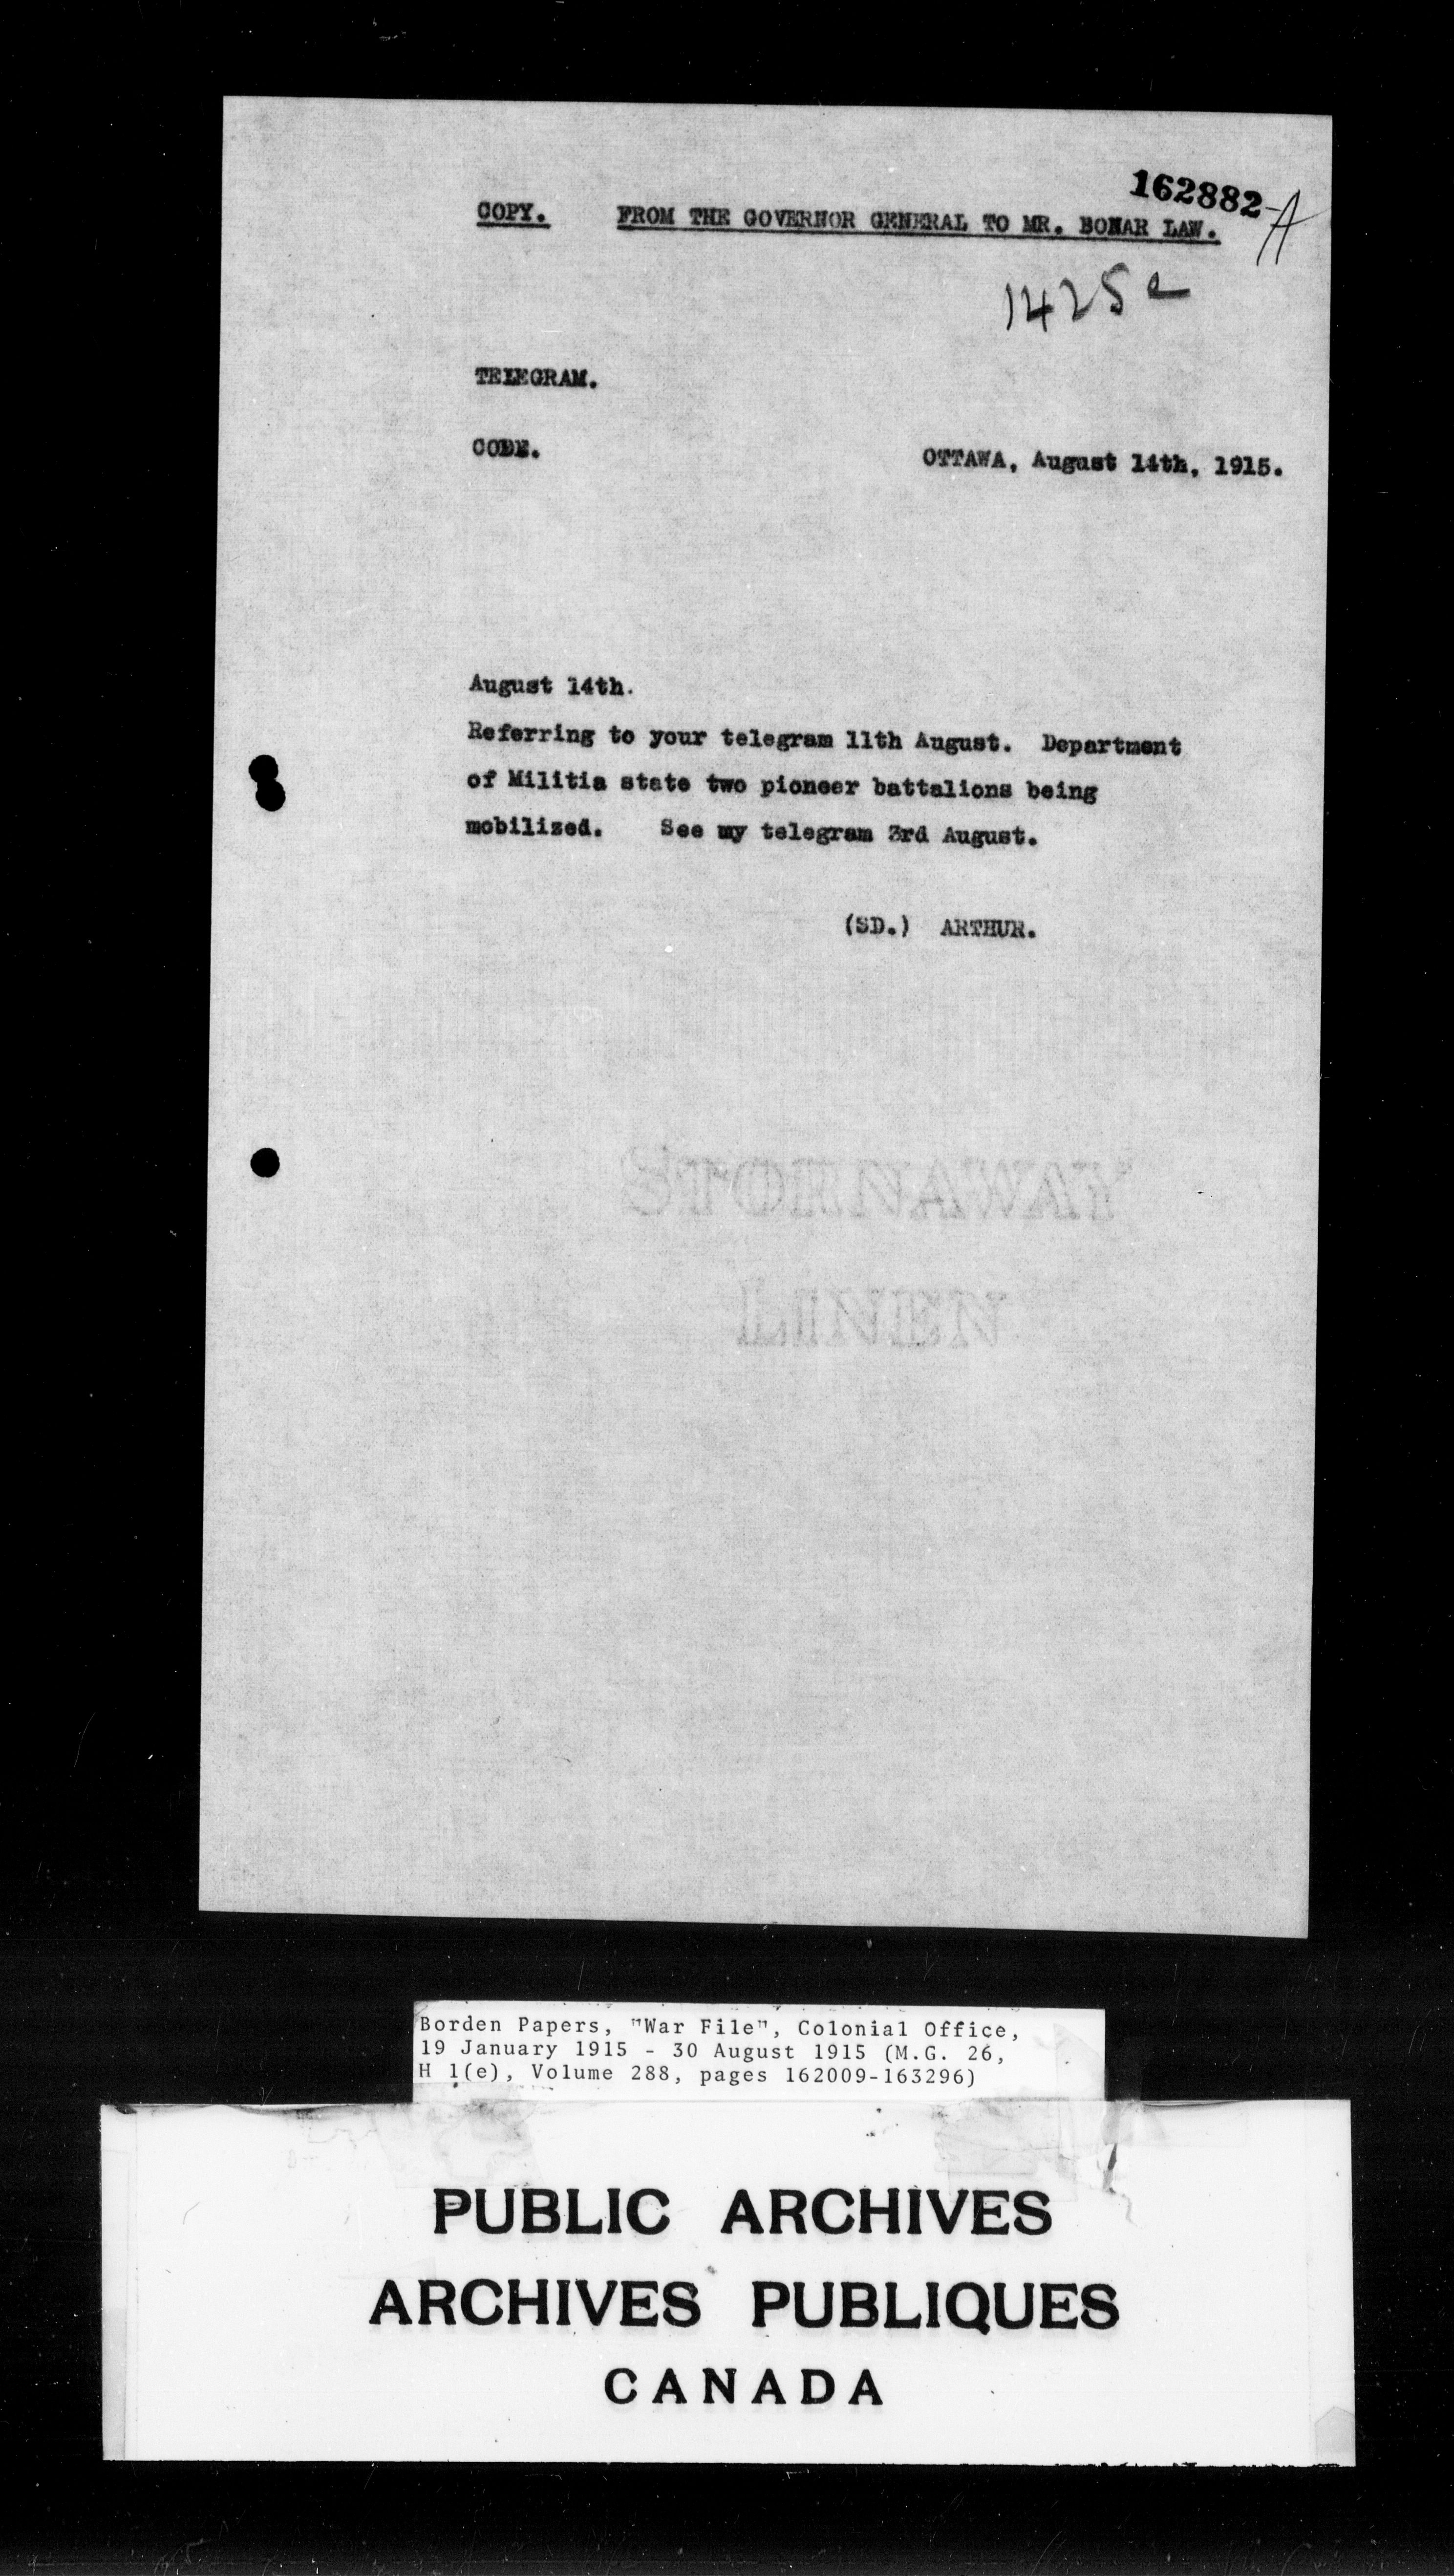 162882-A
COPY. FROM THE GOVERNOR GENERAL TO MR. BONAR LAW.
1425a
TELEGRAM.
CODE.
OTTAWA, August 14th, 1915.
August 14th.
Referring to your telegram 11th August. Department
of Militia state two pioneer battalions being
mobilized. See my telegram 3rd August.
(SD.) ARTHUR.
STORNAWAY
LINEN
Borden Papers, "War File", Colonial Office,
19 January 1915 - 30 August 1915 (M.G. 26,
H 1(e), Volume 288, pages 162009-163296)
PUBLIC ARCHIVES
ARCHIVES PUBLIQUES
CANADA